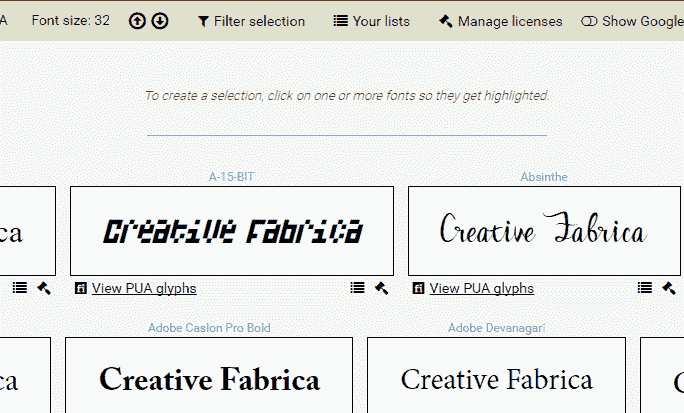 A Font size: 32 Filter selection Your lists Manage licenses Show Google
To create a selection, click on one or more fonts so they get highlighted.
A-15-BIT Absinthe
ca Creative Fabrica Creative Fabrica
View PUA glyphs View PUA glyphs
Adobe Caslon Pro Bold Adobe Devanagari
ca Creative Fabrica Creative Fabrica C